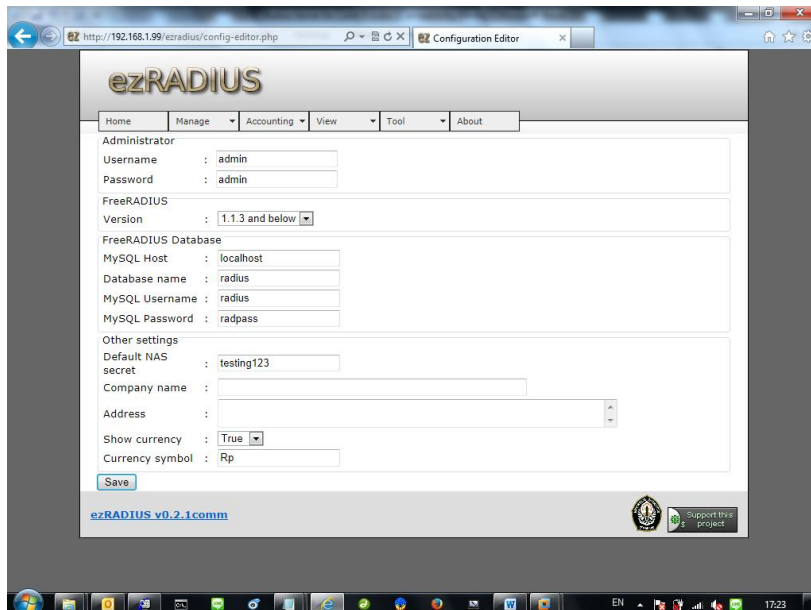 http://192.168.1.99/ezradius/config-editor.php
Configuration Editor
ezRADIUS
Home Manage Accounting View Tool About
Administrator
Username : admin
Password : admin
FreeRADIUS
Version : 1.1.3 and below
FreeRADIUS Database
MySQL Host : localhost
Database name : radius
MySQL Username : radius
MySQL Password : radpass
Other settings
Default NAS secret : testing123
Company name :
Address :
Show currency : True
Currency symbol : Rp
Save
ezRADIUS v0.2.1comm
Support this
project
EN 17:23